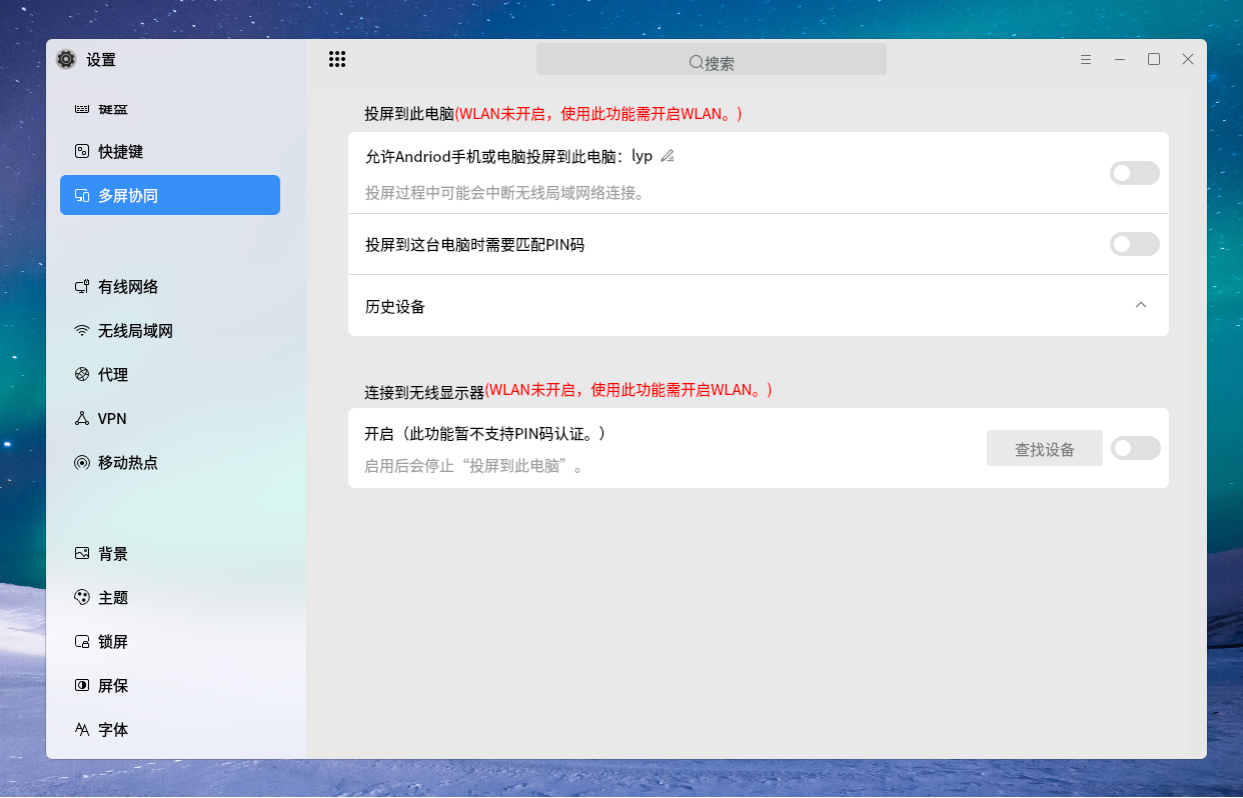 设置
搜索
键盘
快捷键
多屏协同
有线网络
无线局域网
代理
VPN
移动热点
背景
主题
锁屏
屏保
字体
投屏到此电脑(WLAN未开启，使用此功能需开启WLAN。)
允许Andriod手机或电脑投屏到此电脑：lyp
投屏过程中可能会中断无线局域网络连接。
投屏到这台电脑时需要匹配PIN码
历史设备
连接到无线显示器(WLAN未开启，使用此功能需开启WLAN。)
开启（此功能暂不支持PIN码认证。）
启用后会停止“投屏到此电脑”。
查找设备